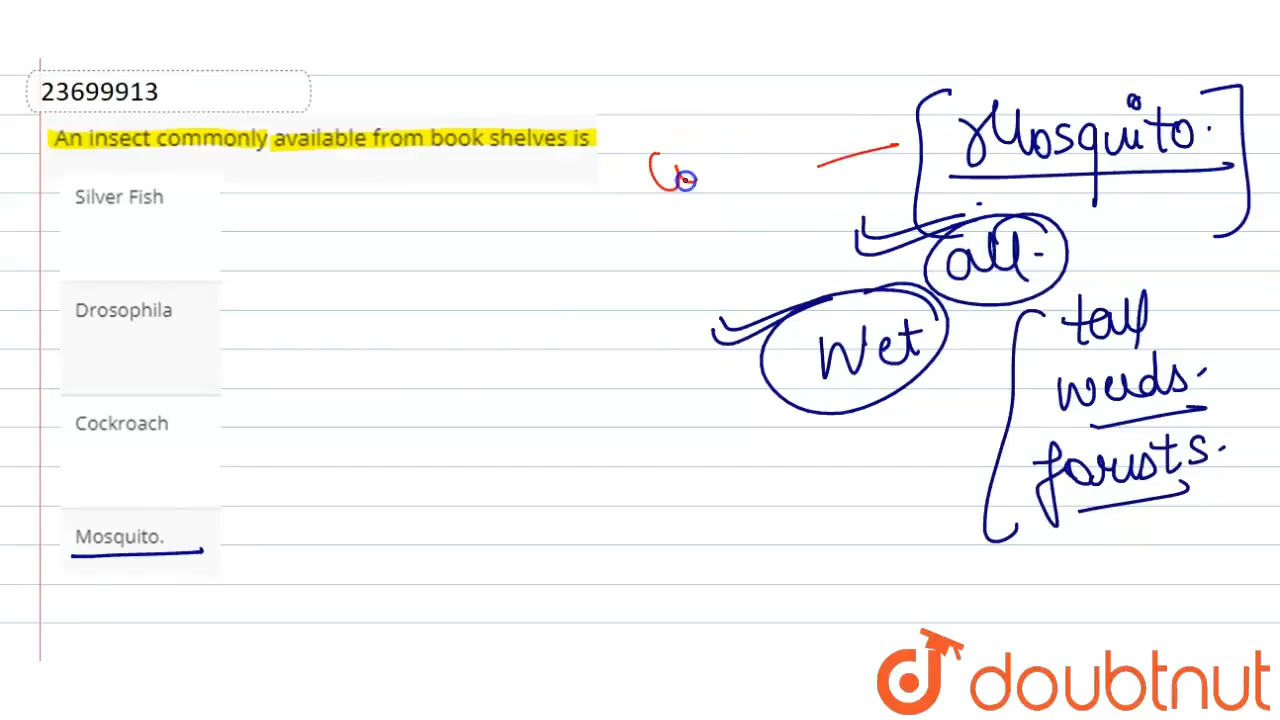 23699913
An insect commonly available from book shelves is
Silver Fish
Drosophila
Cockroach
Mosquito.
Mosquito.
all.
Wet
tall
weeds.
forists.
doubtnut